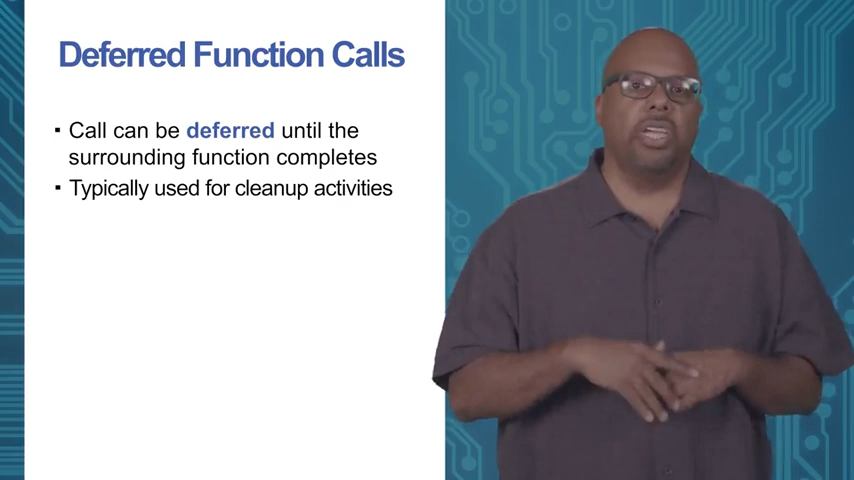 Deferred Function Calls
▪ Call can be deferred until the
surrounding function completes
▪ Typically used for cleanup activities